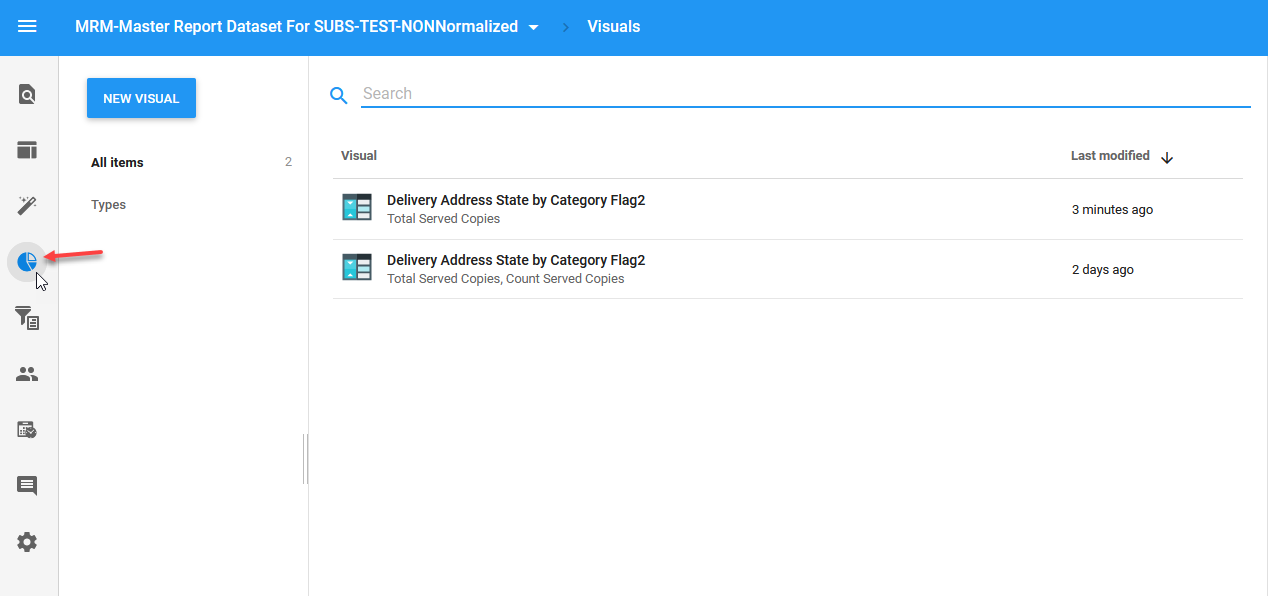 MRM-Master Report Dataset For SUBS-TEST-NONNormalized
Visuals
NEW VISUAL
All items 2
Types
Search
Visual Last modified
Delivery Address State by Category Flag2
Total Served Copies
3 minutes ago
Delivery Address State by Category Flag2
Total Served Copies, Count Served Copies
2 days ago